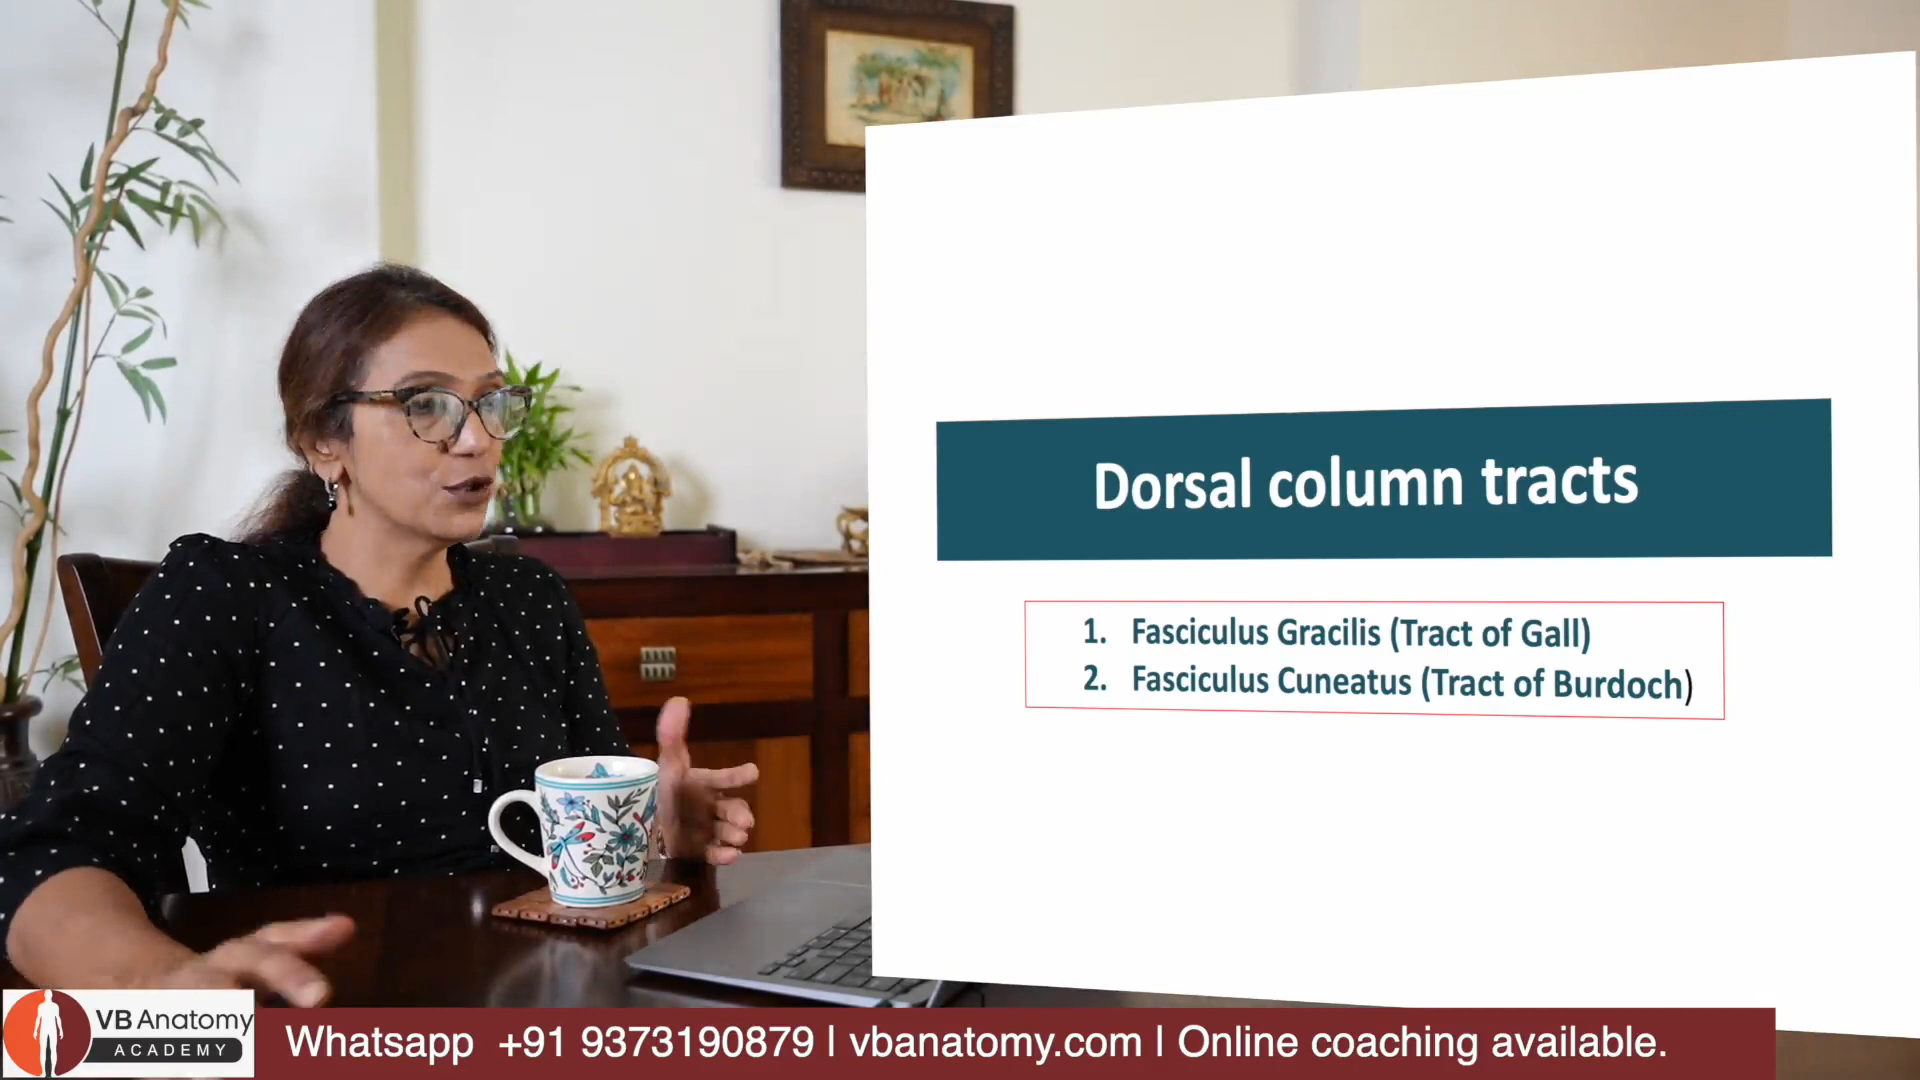 Dorsal column tracts
1. Fasciculus Gracilis (Tract of Gall)
2. Fasciculus Cuneatus (Tract of Burdoch)
VB Anatomy
ACADEMY
Whatsapp +91 9373190879 | vbanatomy.com | Online coaching available.